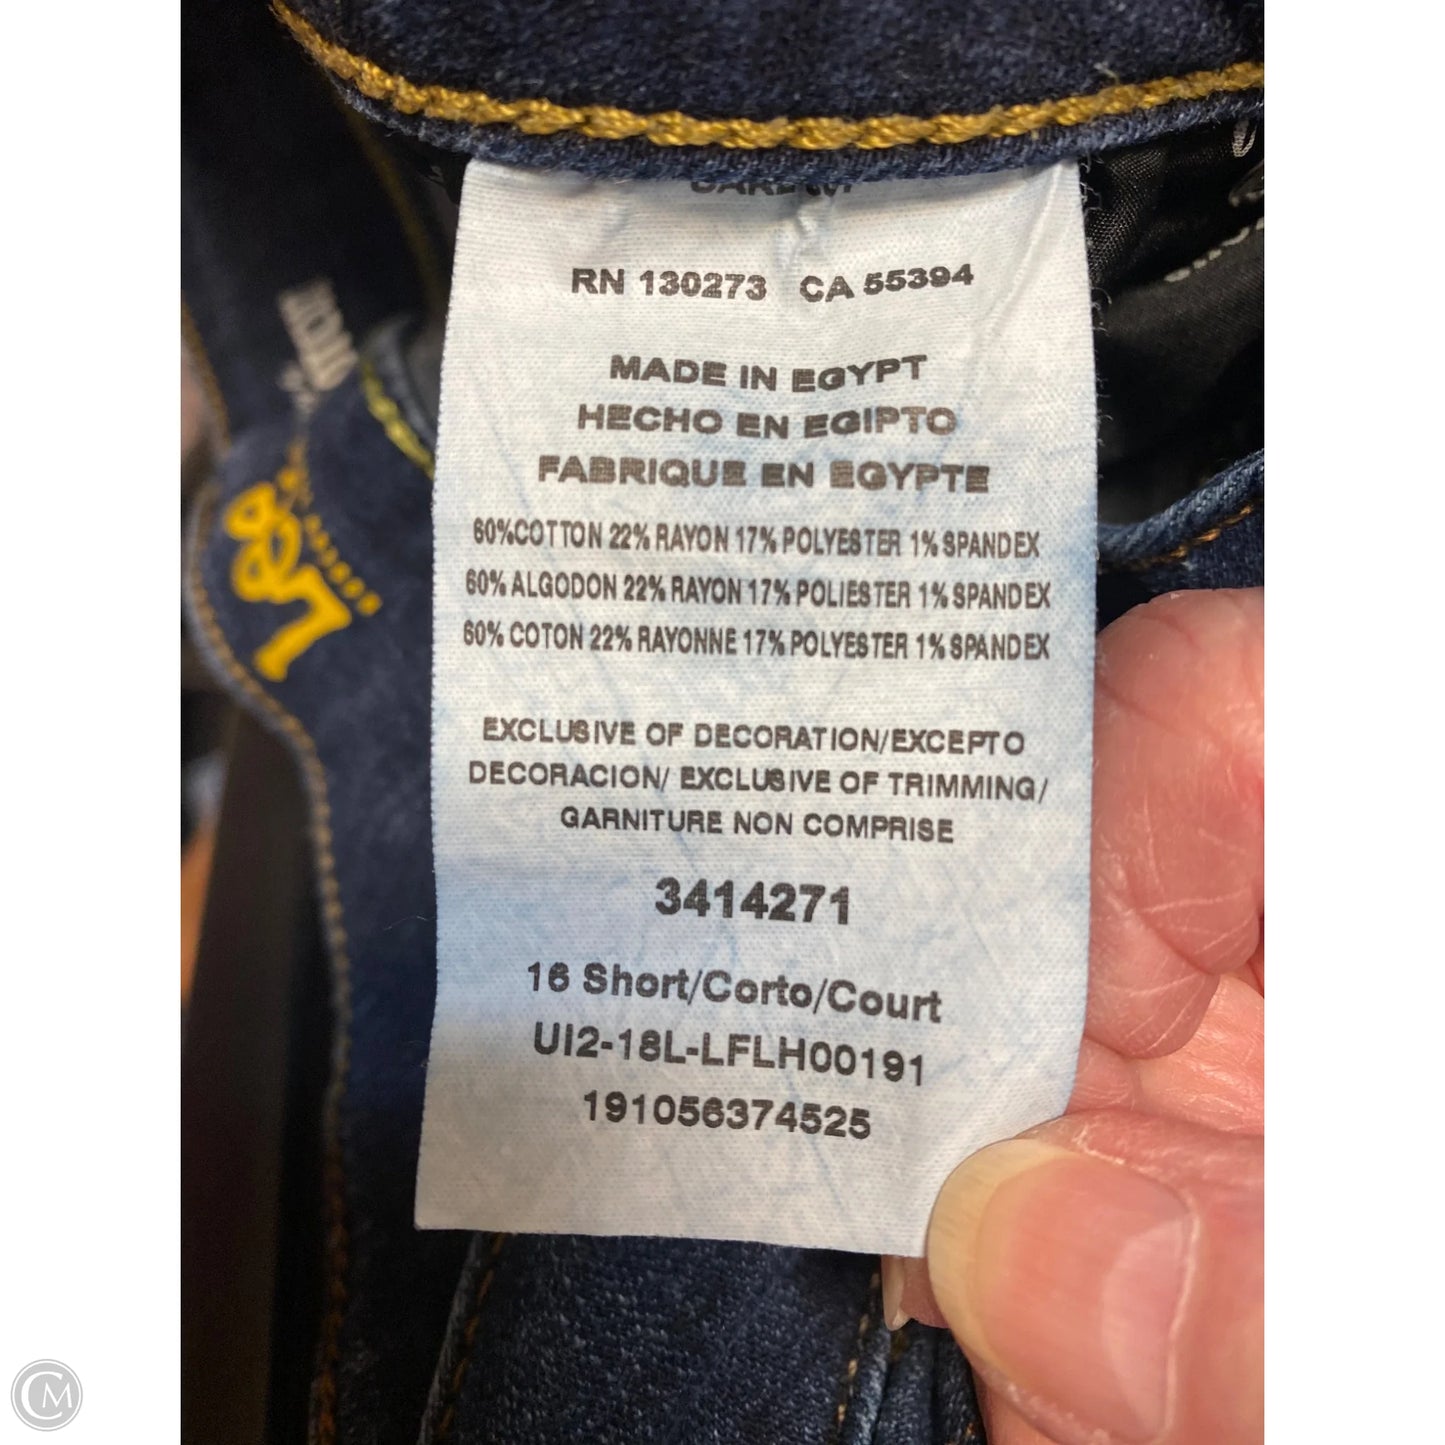 RN 130273 CA 55394
MADE IN EGYPT
HECHO EN EGIPTO
FABRIQUE EN EGYPTE
60%COTTON 22% RAYON 17% POLYESTER 1% SPANDEX
60% ALGODON 22% RAYON 17% POLIESTER 1% SPANDEX
60% COTON 22% RAYONNE 17% POLYESTER 1% SPANDEX
EXCLUSIVE OF DECORATION/EXCEPTO
DECORACION/ EXCLUSIVE OF TRIMMING/
GARNITURE NON COMPRISE
3414271
16 Short/Corto/Court
UI2-18L-LFLH00191
191056374525
Lee
CM